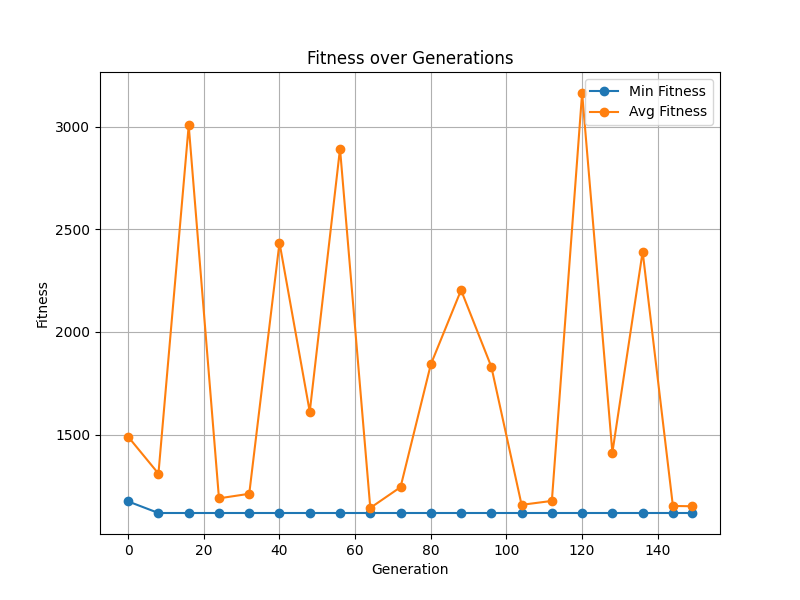 Fitness over Generations
Min Fitness
Avg Fitness
3000
2500
2000
1500
Fitness
0 20 40 60 80 100 120 140
Generation